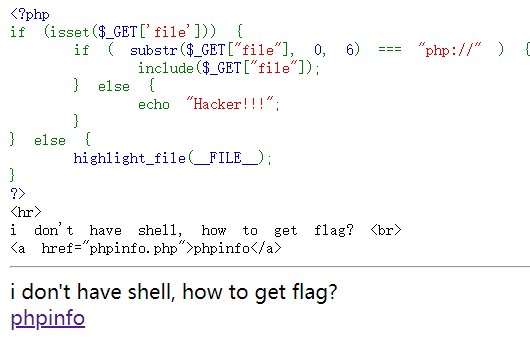 <?php
if (isset($_GET['file'])) {
    if ( substr($_GET["file"], 0, 6) === "php://" ) {
        include($_GET["file"]);
    } else {
        echo "Hacker!!!";
    }
} else {
    highlight_file(__FILE__);
}
?>
<hr>
i don't have shell, how to get flag? <br>
<a href="phpinfo.php">phpinfo</a>
i don't have shell, how to get flag?
phpinfo